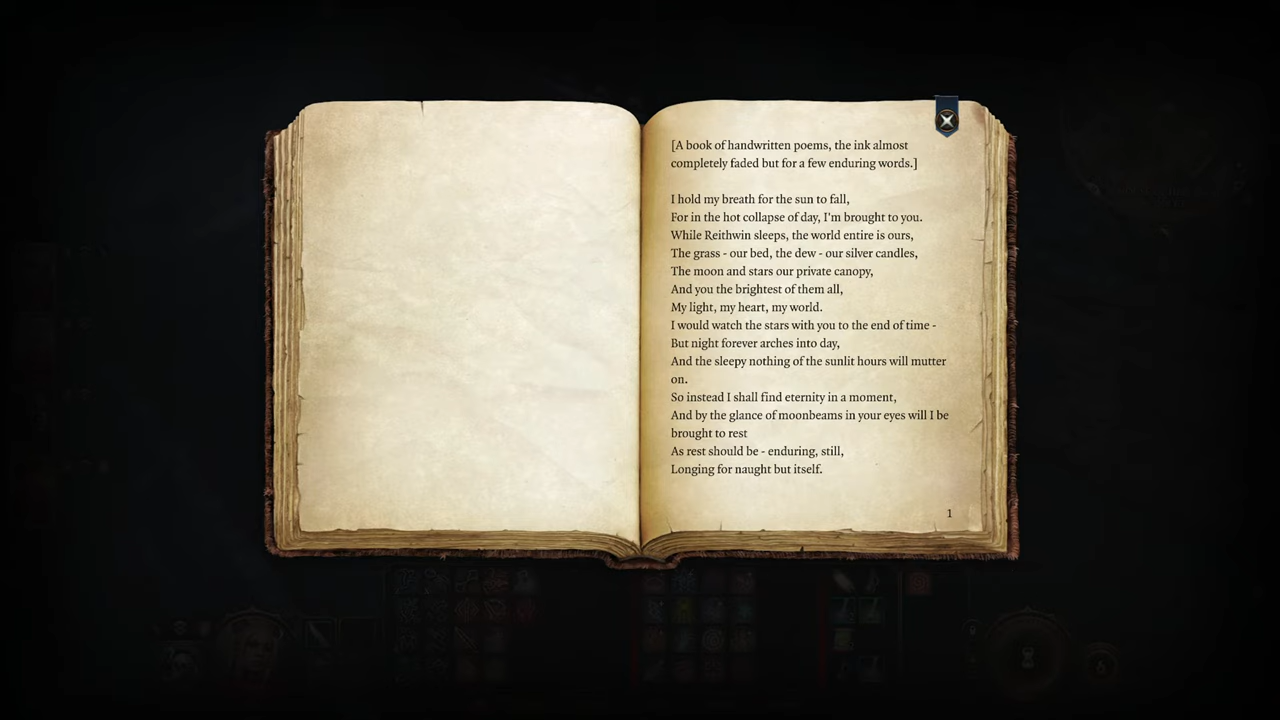 [A book of handwritten poems, the ink almost
completely faded but for a few enduring words.]
I hold my breath for the sun to fall,
For in the hot collapse of day, I'm brought to you.
While Reithwin sleeps, the world entire is ours,
The grass - our bed, the dew - our silver candles,
The moon and stars our private canopy,
And you the brightest of them all,
My light, my heart, my world.
I would watch the stars with you to the end of time -
But night forever arches into day,
And the sleepy nothing of the sunlit hours will mutter
on.
So instead I shall find eternity in a moment,
And by the glance of moonbeams in your eyes will I be
brought to rest
As rest should be - enduring, still,
Longing for naught but itself.
1